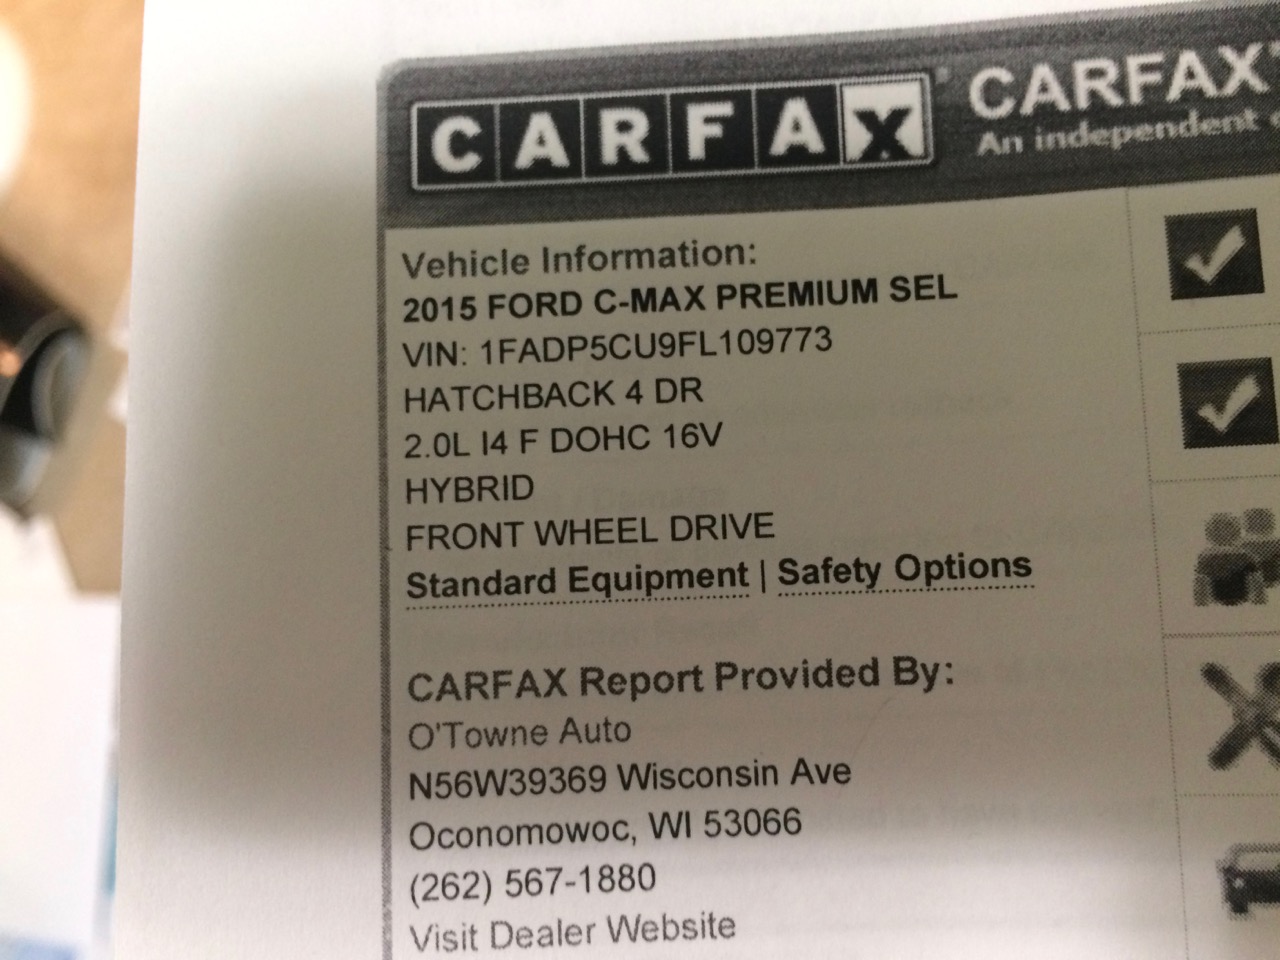 CARFAX CARFAX
An independent
Vehicle Information:
2015 FORD C-MAX PREMIUM SEL
VIN: 1FADP5CU9FL109773
HATCHBACK 4 DR
2.0L I4 F DOHC 16V
HYBRID
FRONT WHEEL DRIVE
Standard Equipment | Safety Options
CARFAX Report Provided By:
O'Towne Auto
N56W39369 Wisconsin Ave
Oconomowoc, WI 53066
(262) 567-1880
Visit Dealer Website